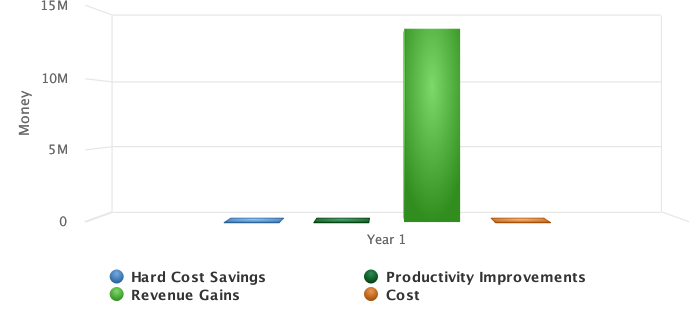 15M
10M
Money
5M
0
Year 1
Hard Cost Savings
Productivity Improvements
Revenue Gains
Cost